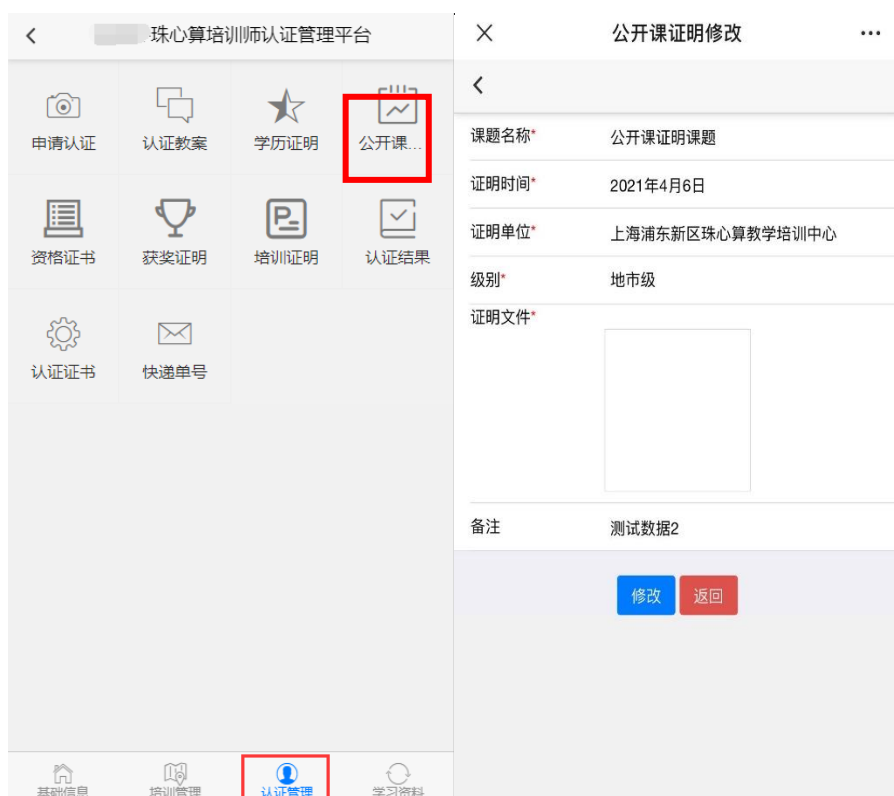 珠心算培训师认证管理平台
申请认证
认证教案
学历证明
公开课...
资格证书
获奖证明
培训证明
认证结果
认证证书
快递单号
基础信息
培训管理
认证管理
学习资料
公开课证明修改
课题名称* 公开课证明课题
证明时间* 2021年4月6日
证明单位* 上海浦东新区珠心算教学培训中心
级别* 地市级
证明文件*
备注 测试数据2
修改 返回